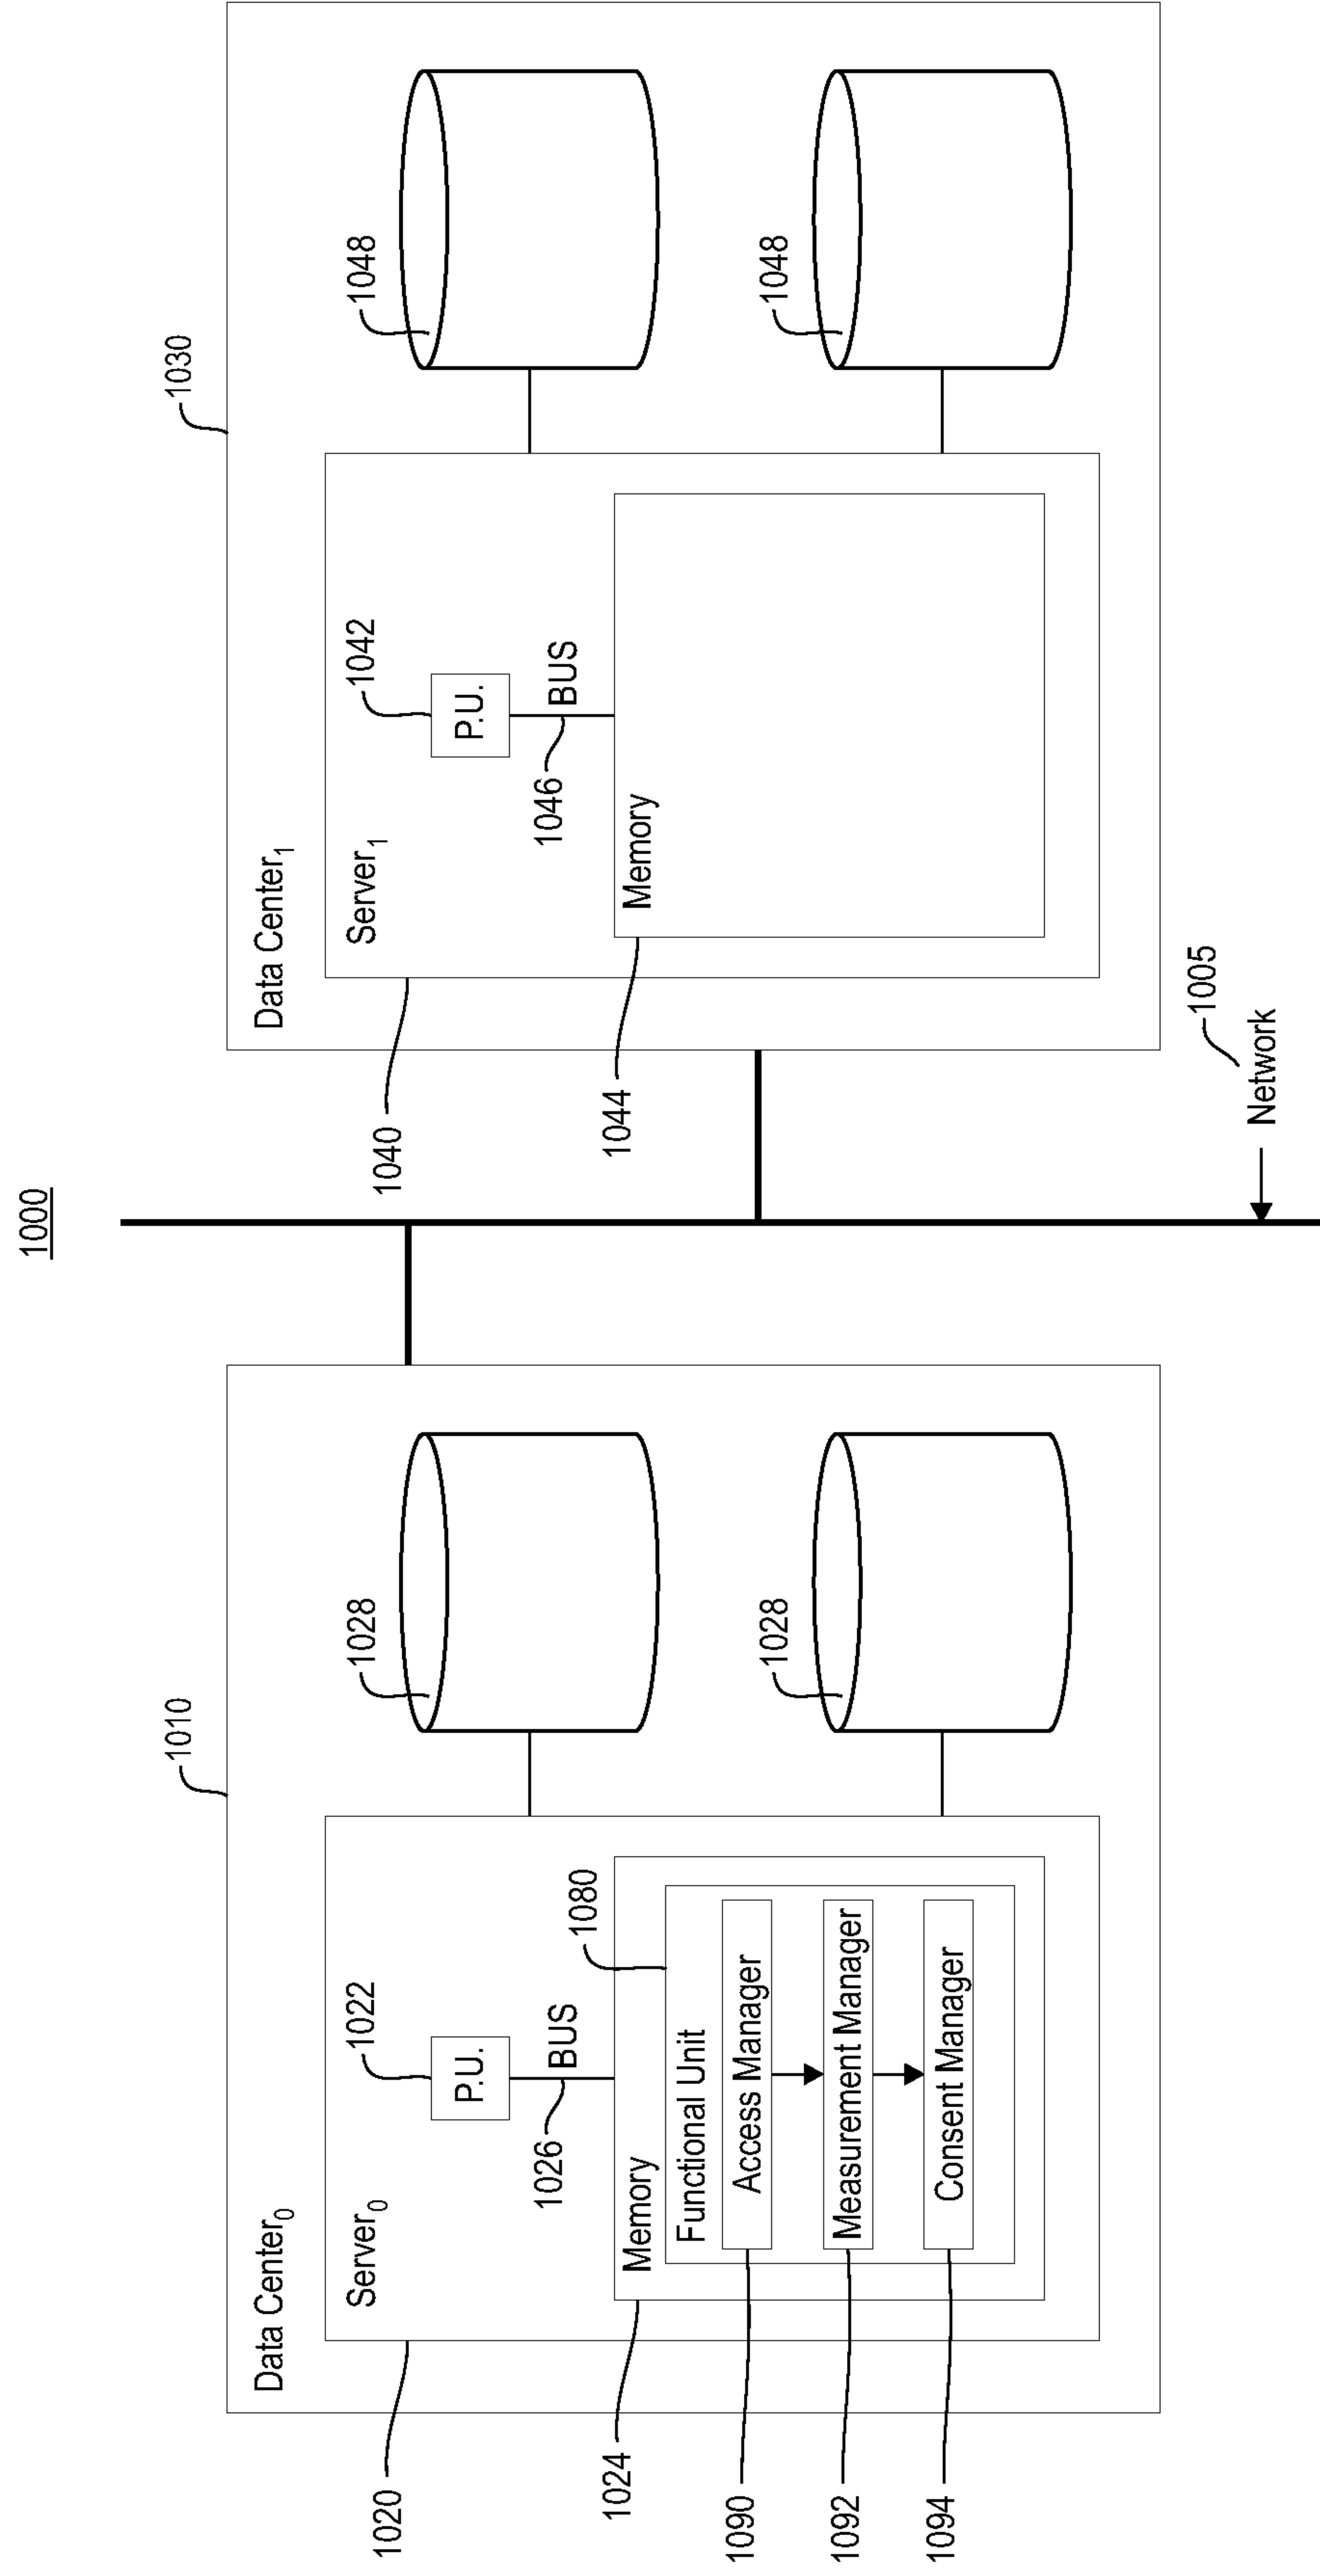 1000
1010
1030
Data Center0
Data Center1
1020
Server0
1022
1028
1040
Server1
1042
1048
P.U.
P.U.
1026
BUS
1080
1046
BUS
1024
Memory
1044
Memory
Functional Unit
1090
Access Manager
1028
1048
1092
Measurement Manager
1094
Consent Manager
1005
Network